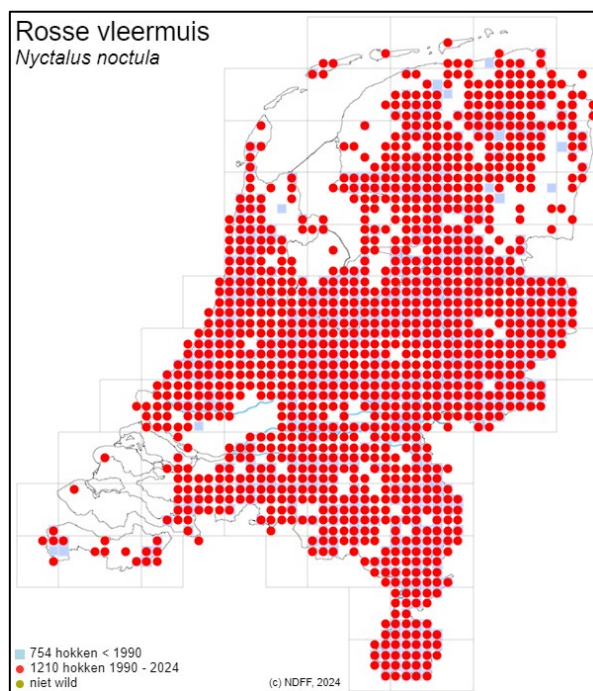 Rosse vleermuis
Nyctalus noctula
754 hokken < 1990
1210 hokken 1990 - 2024
niet wild
(c) NDFF, 2024